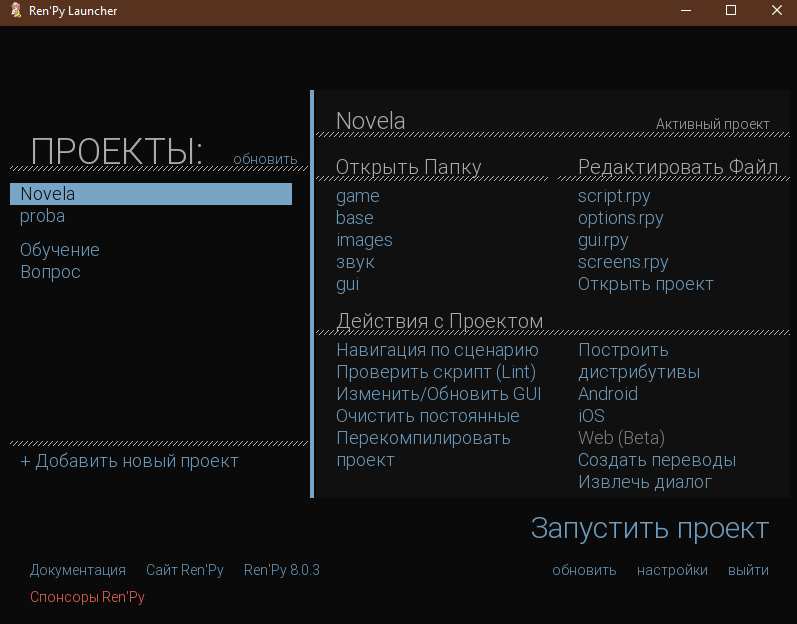 Ren'Py Launcher
ПРОЕКТЫ:
обновить
Novela
proba
Обучение
Вопрос
+ Добавить новый проект
Novela
Активный проект
Открыть Папку
game
base
images
звук
gui
Редактировать Файл
script.rpy
options.rpy
gui.rpy
screens.rpy
Открыть проект
Действия с Проектом
Навигация по сценарию
Проверить скрипт (Lint)
Изменить/Обновить GUI
Очистить постоянные
Перекомпилировать
проект
Построить
дистрибутивы
Android
iOS
Web (Beta)
Создать переводы
Извлечь диалог
Запустить проект
Документация
Сайт Ren'Py
Ren'Py 8.0.3
обновить
настройки
выйти
Спонсоры Ren'Py